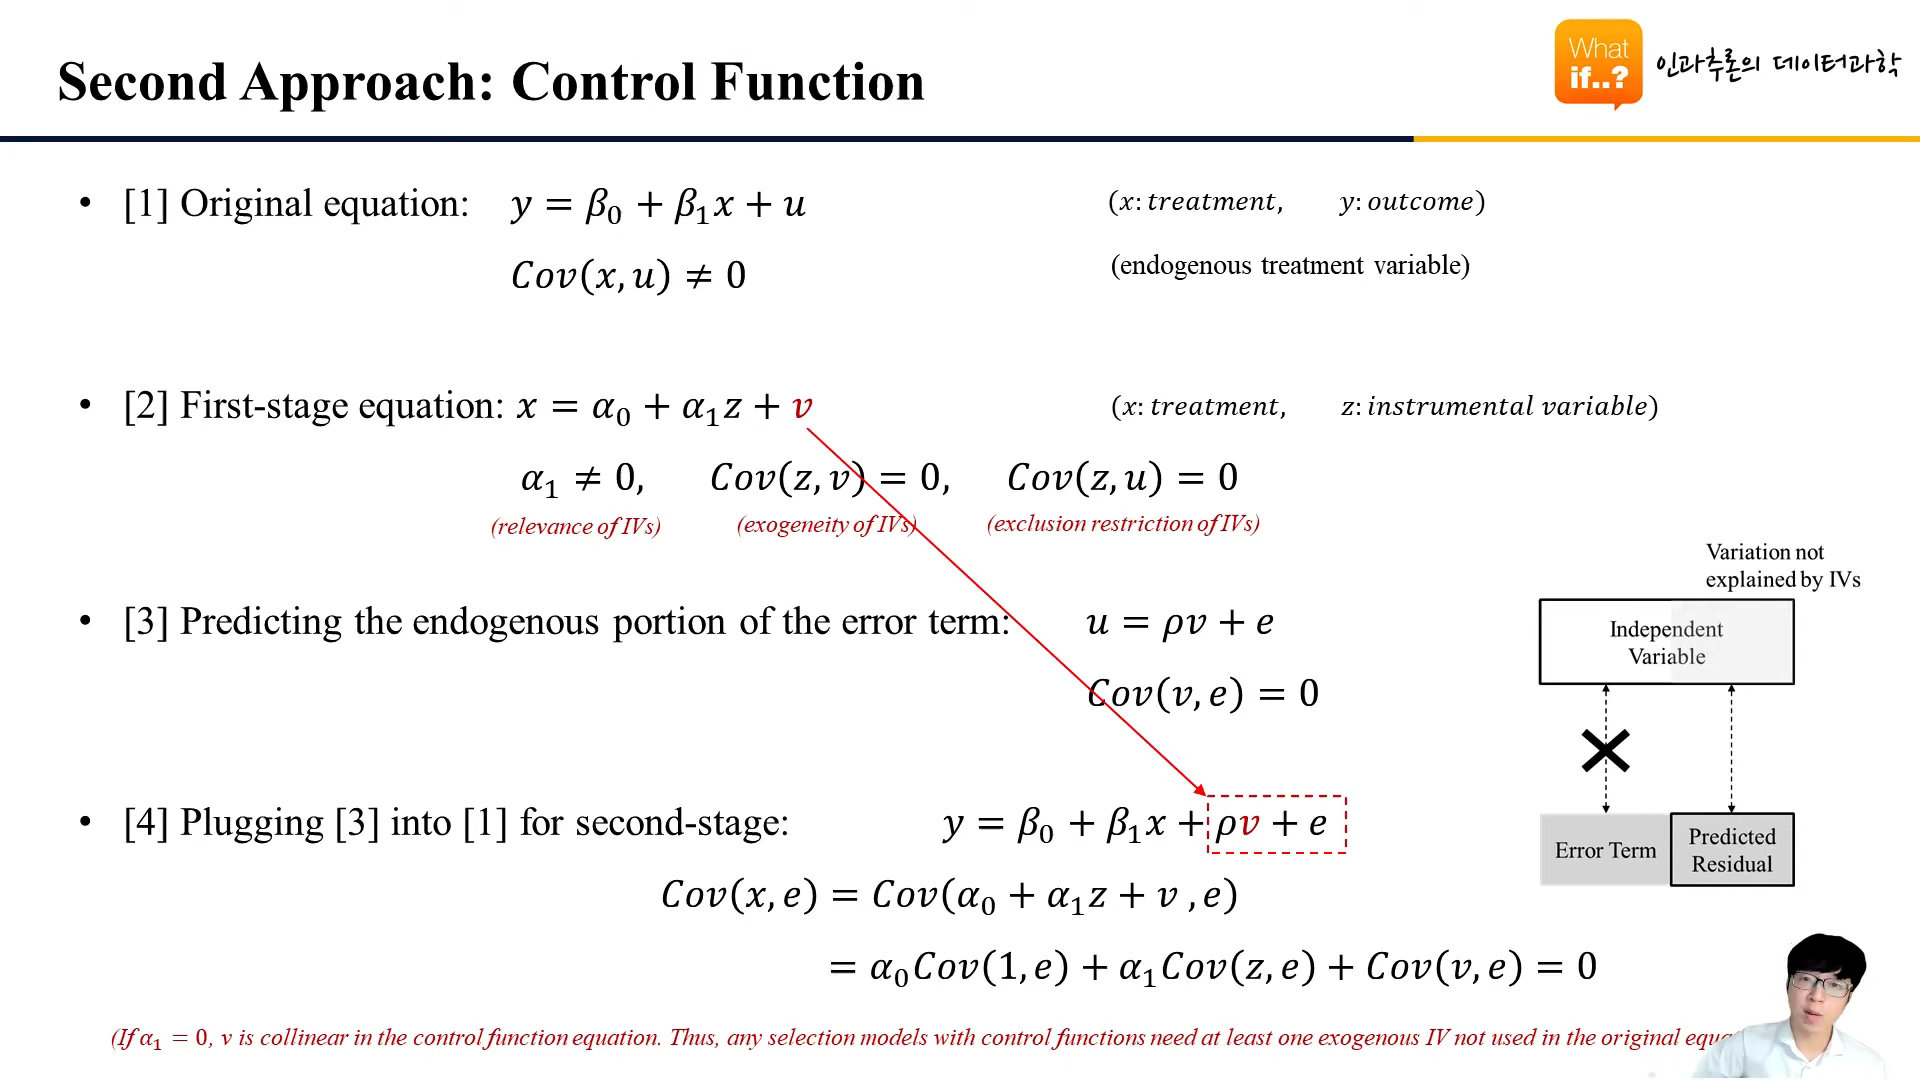 Second Approach: Control Function
What
if..?
인과추론의 데이터과학
• [1] Original equation: y = β₀ + β₁x + u (x: treatment, y: outcome)
Cov(x, u) ≠ 0 (endogenous treatment variable)
• [2] First-stage equation: x = α₀ + α₁z + v (x: treatment, z: instrumental variable)
α₁ ≠ 0, Cov(z, v) = 0, Cov(z, u) = 0
(relevance of IVs) (exogeneity of IVs) (exclusion restriction of IVs)
Variation not
explained by IVs
Independent
Variable
• [3] Predicting the endogenous portion of the error term: u = ρv + e
Cov(v, e) = 0
• [4] Plugging [3] into [1] for second-stage: y = β₀ + β₁x + ρv + e
Error Term
Predicted
Residual
Cov(x, e) = Cov(α₀ + α₁z + v , e)
= α₀Cov(1, e) + α₁Cov(z, e) + Cov(v, e) = 0
(If α₁ = 0, v is collinear in the control function equation. Thus, any selection models with control functions need at least one exogenous IV not used in the original